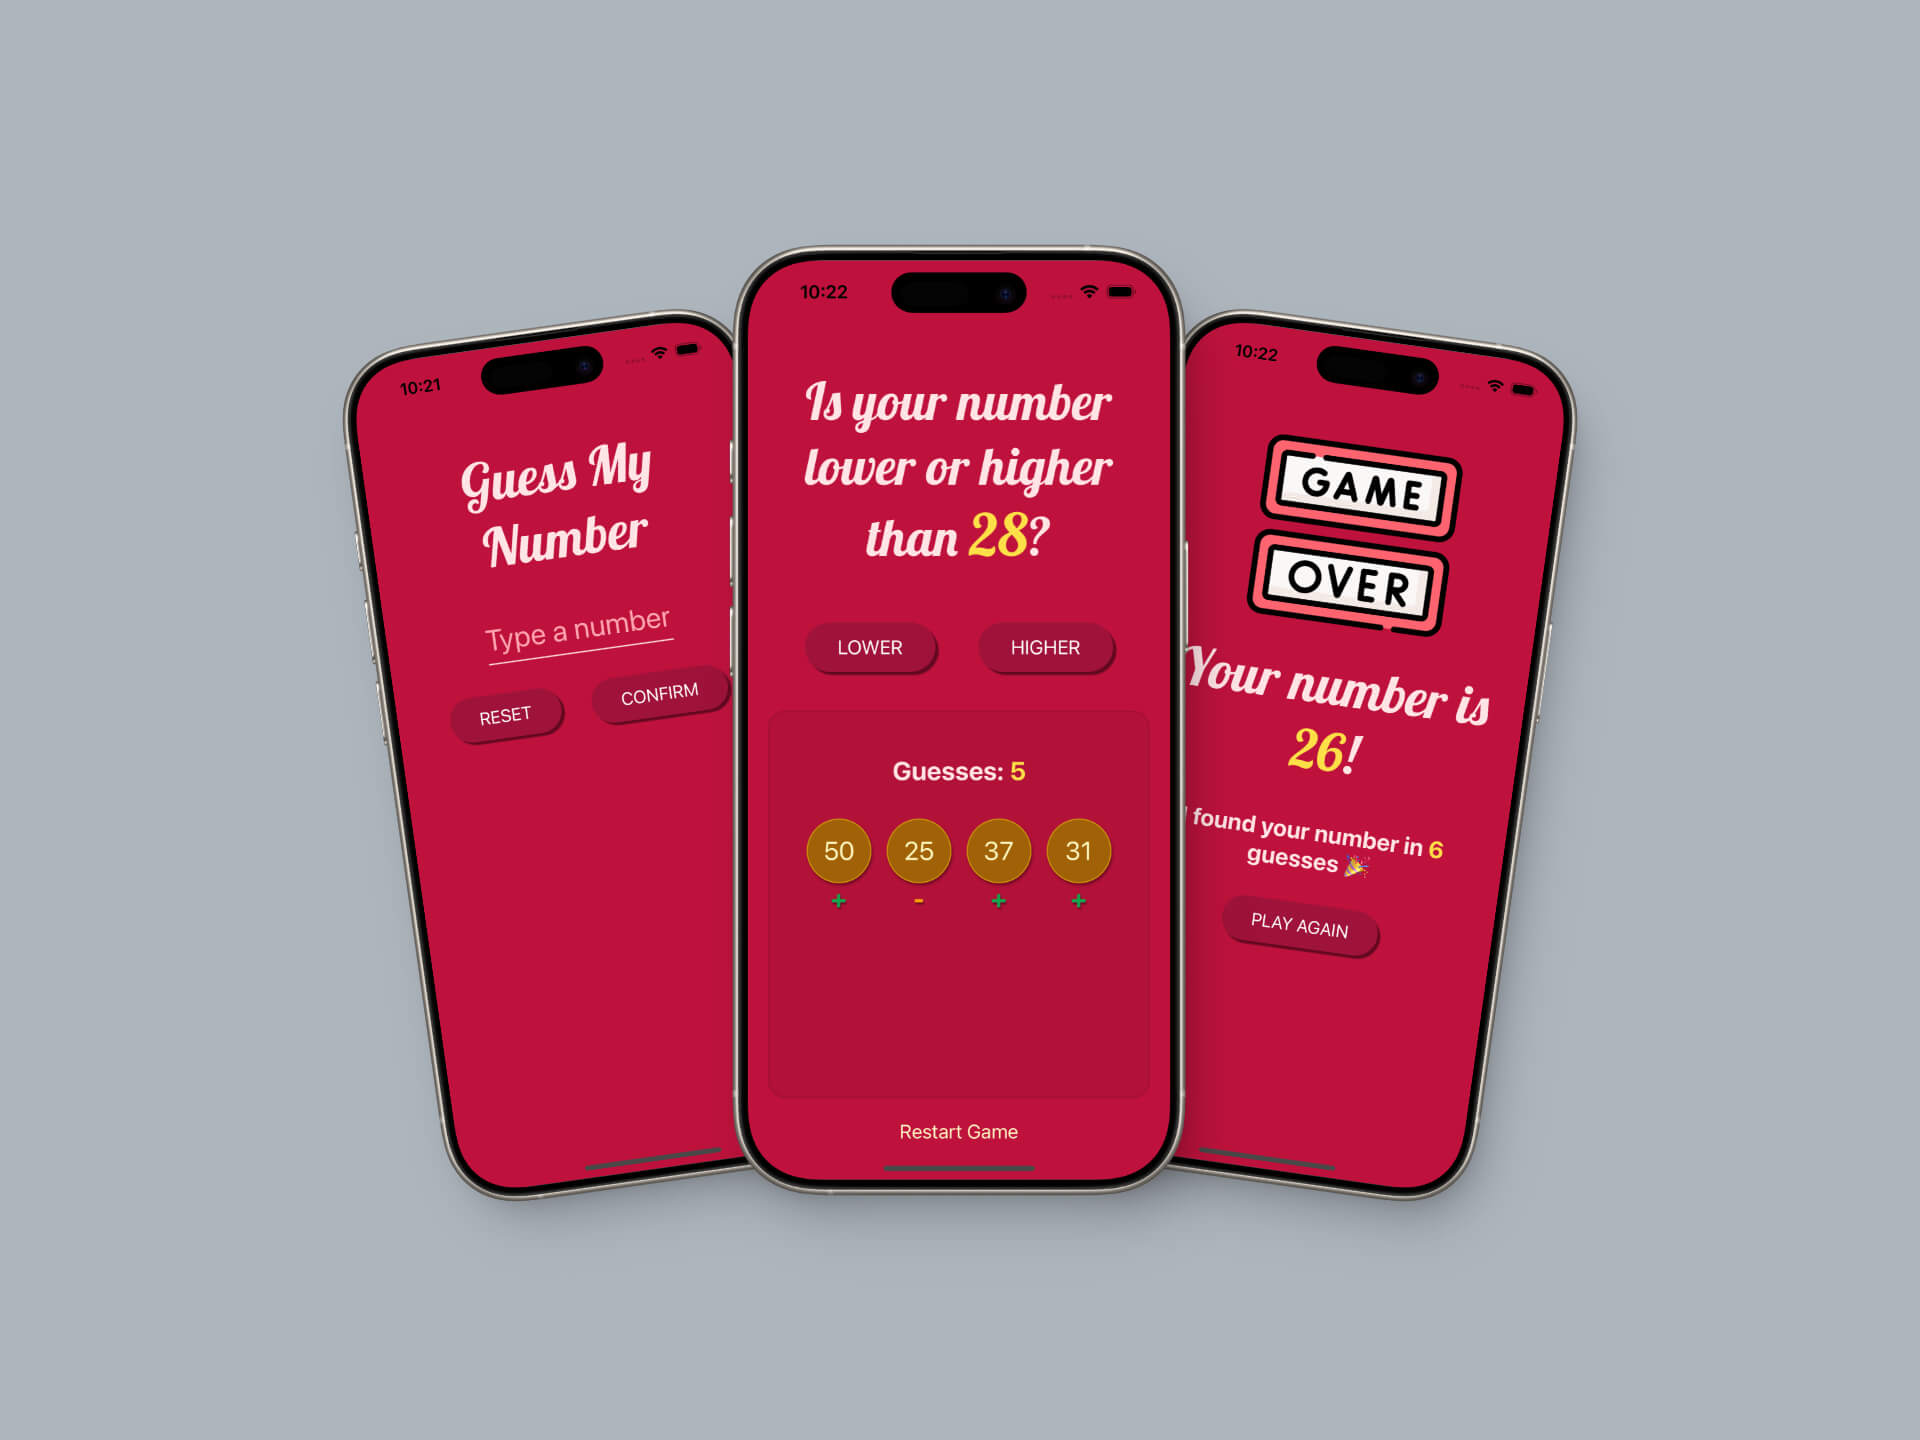 10:21
Guess My
Number
Type a number
RESET
CONFIRM
10:22
Is your number
lower or higher
than 28?
LOWER
HIGHER
Guesses: 5
50 25 37 31
+ - + +
Restart Game
10:22
GAME
OVER
Your number is
26!
found your number in 6
guesses 🎉
PLAY AGAIN